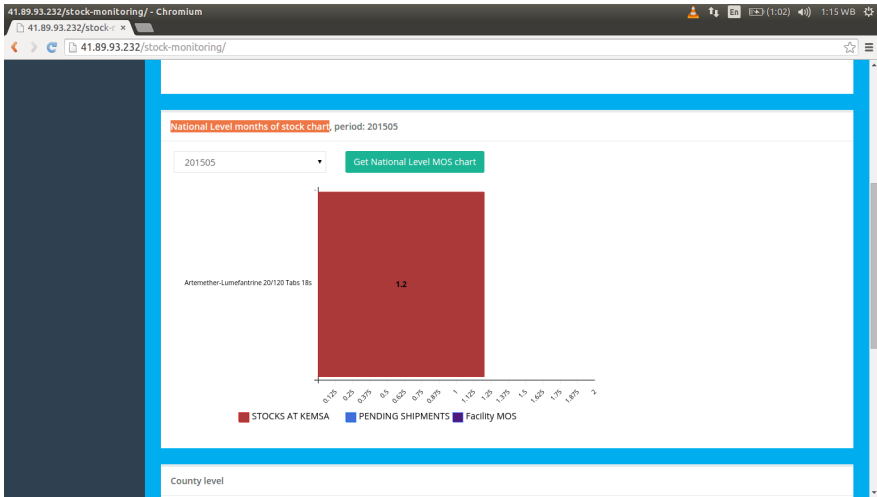 41.89.93.232/stock-monitoring/ - Chromium
En
(1:02)
1:15 WB
41.89.93.232/stock-r ×
41.89.93.232/stock-monitoring/
National Level months of stock chart, period: 201505
201505
Get National Level MOS chart
Artemether-Lumefantrine 20/120 Tabs 18s
1.2
0.125 0.25 0.375 0.5 0.625 0.75 0.875 1 1.125 1.25 1.375 1.5 1.625 1.75 1.875 2
STOCKS AT KEMSA PENDING SHIPMENTS Facility MOS
County level